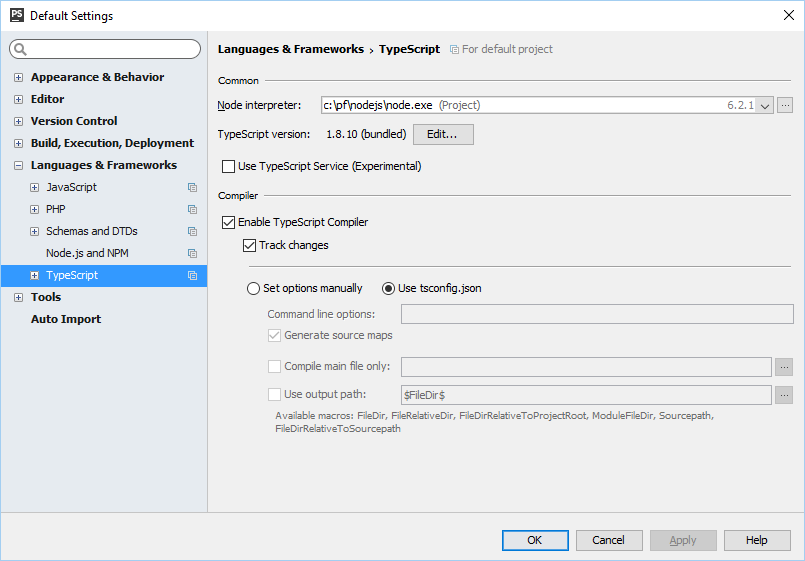 PS Default Settings
Appearance & Behavior
Editor
Version Control
Build, Execution, Deployment
Languages & Frameworks
JavaScript
PHP
Schemas and DTDs
Node.js and NPM
TypeScript
Tools
Auto Import
Languages & Frameworks › TypeScript For default project
Common
Node interpreter: c:\pf\nodejs\node.exe (Project) 6.2.1 ...
TypeScript version: 1.8.10 (bundled) Edit...
Use TypeScript Service (Experimental)
Compiler
Enable TypeScript Compiler
Track changes
Set options manually Use tsconfig.json
Command line options:
Generate source maps
Compile main file only: ...
Use output path: $FileDir$ ...
Available macros: FileDir, FileRelativeDir, FileDirRelativeToProjectRoot, ModuleFileDir, Sourcepath,
FileDirRelativeToSourcepath
OK Cancel Apply Help